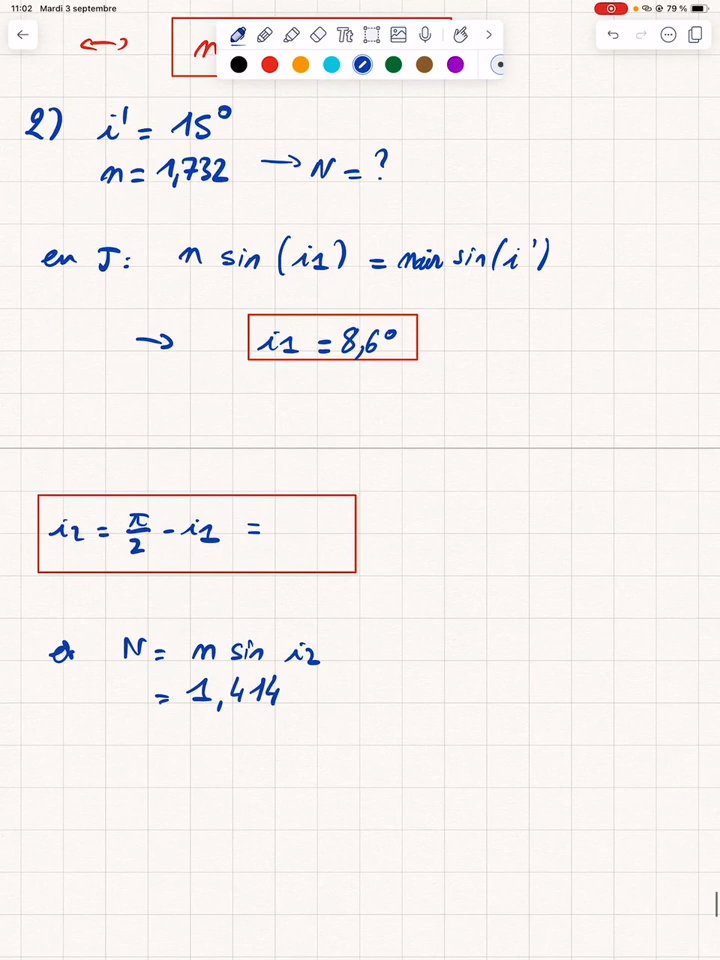 11:02 Mardi 3 septembre
79 %
Tt
2) i' = 15°
n = 1,732 → N = ?
en J: n sin (i1) = nair sin(i')
→ i1 = 8,6°
i2 = π/2 - i1 =
N = n sin i2
= 1,414